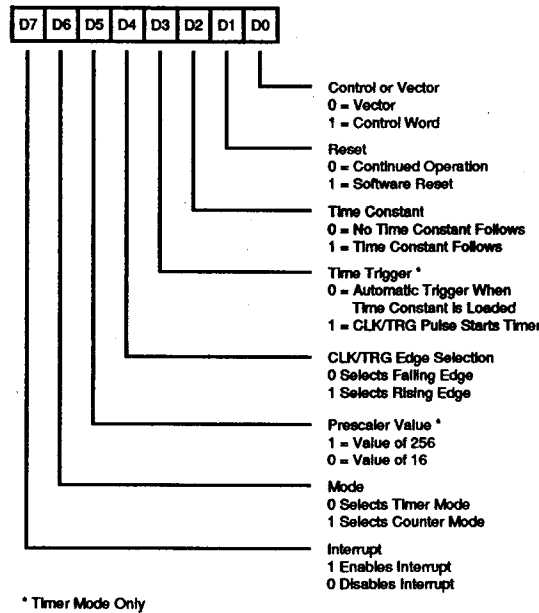 D7 D6 D5 D4 D3 D2 D1 D0
Control or Vector
0 = Vector
1 = Control Word
Reset
0 = Continued Operation
1 = Software Reset
Time Constant
0 = No Time Constant Follows
1 = Time Constant Follows
Time Trigger *
0 = Automatic Trigger When
Time Constant is Loaded
1 = CLK/TRG Pulse Starts Timer
CLK/TRG Edge Selection
0 Selects Falling Edge
1 Selects Rising Edge
Prescaler Value *
1 = Value of 256
0 = Value of 16
Mode
0 Selects Timer Mode
1 Selects Counter Mode
Interrupt
1 Enables Interrupt
0 Disables Interrupt
* Timer Mode Only